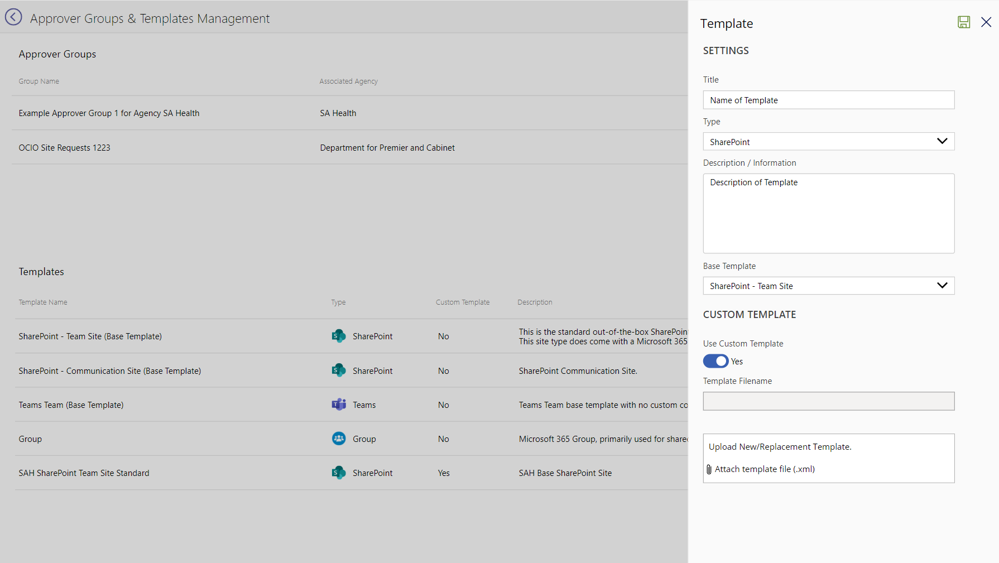 Approver Groups & Templates Management
Approver Groups
Group Name Associated Agency
Example Approver Group 1 for Agency SA Health SA Health
OCIO Site Requests 1223 Department for Premier and Cabinet
Templates
Template Name Type Custom Template Description
SharePoint - Team Site (Base Template) SharePoint No This is the standard out-of-the-box SharePoin
This site type does come with a Microsoft 365
SharePoint - Communication Site (Base Template) SharePoint No SharePoint Communication Site.
Teams Team (Base Template) Teams No Teams Team base template with no custom co
Group Group No Microsoft 365 Group, primarily used for share
SAH SharePoint Team Site Standard SharePoint Yes SAH Base SharePoint Site
Template
SETTINGS
Title
Name of Template
Type
SharePoint
Description / Information
Description of Template
Base Template
SharePoint - Team Site
CUSTOM TEMPLATE
Use Custom Template
Yes
Template Filename
Upload New/Replacement Template.
Attach template file (.xml)